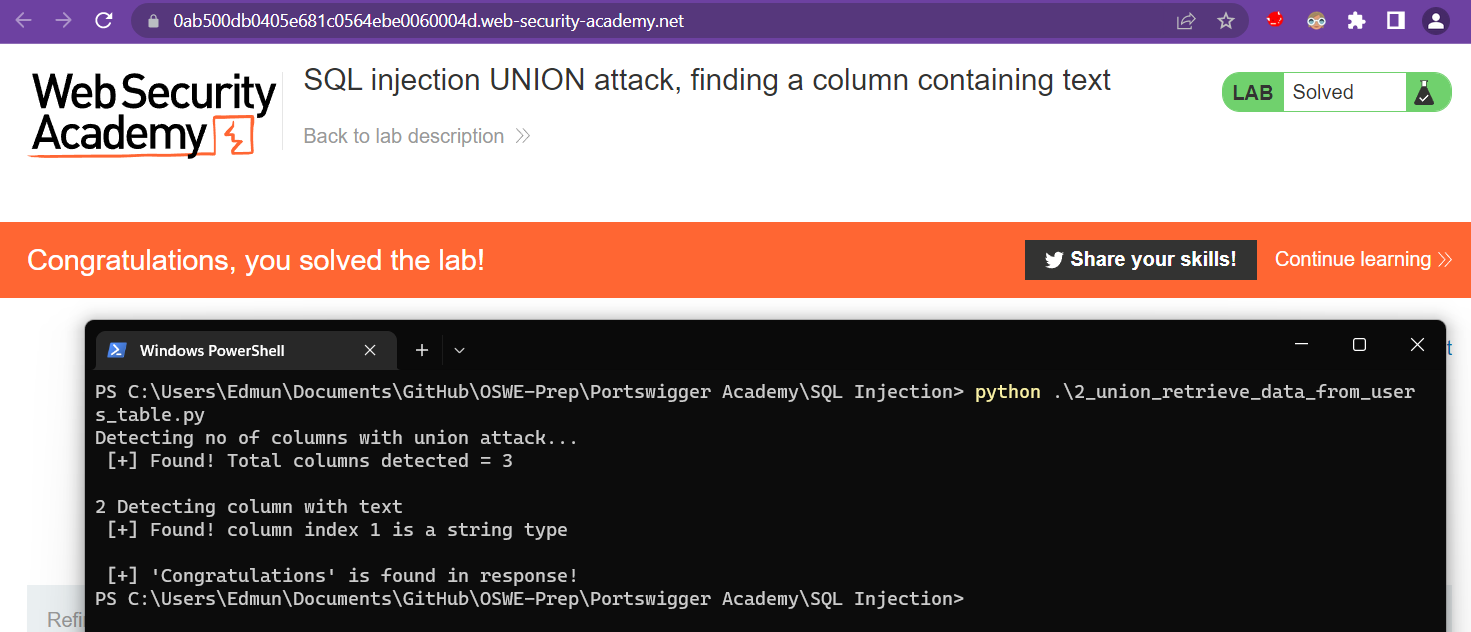 0ab500db0405e681c0564ebe0060004d.web-security-academy.net
Web Security
Academy
SQL injection UNION attack, finding a column containing text
Back to lab description
LAB Solved
Congratulations, you solved the lab!
Share your skills!
Continue learning
Windows PowerShell
PS C:\Users\Edmun\Documents\GitHub\OSWE-Prep\Portswigger Academy\SQL Injection> python .\2_union_retrieve_data_from_user
s_table.py
Detecting no of columns with union attack...
[+] Found! Total columns detected = 3
2 Detecting column with text
[+] Found! column index 1 is a string type
[+] 'Congratulations' is found in response!
PS C:\Users\Edmun\Documents\GitHub\OSWE-Prep\Portswigger Academy\SQL Injection>